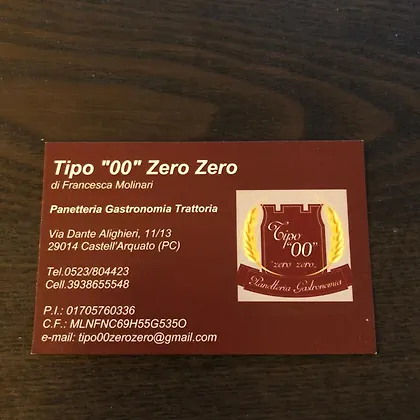 Tipo "00" Zero Zero
di Francesca Molinari
Panetteria Gastronomia Trattoria
Via Dante Alighieri, 11/13
29014 Castell'Arquato (PC)
Tel.0523/804423
Cell.3938655548
P.I.: 01705760336
C.F.: MLNFNC69H55G535O
e-mail: tipo00zerozero@gmail.com
Tipo
"00"
"zero zero"
Panetteria Gastronomia